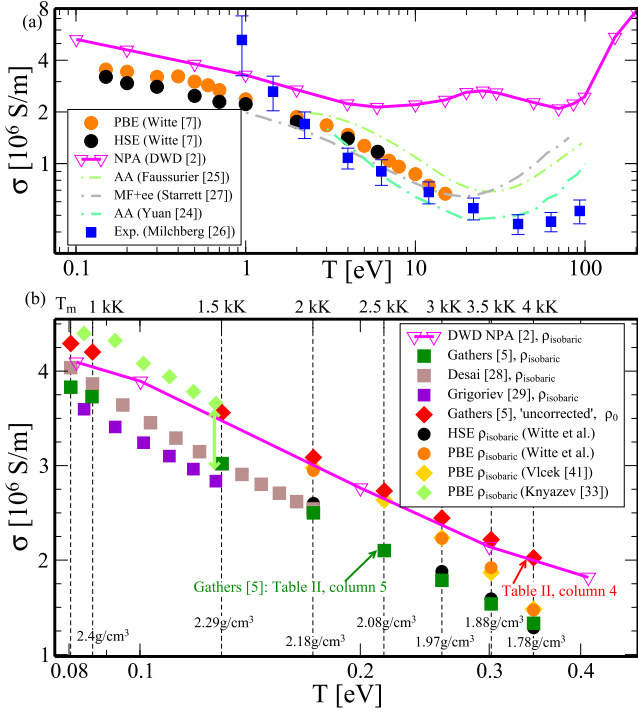 (a)
8
4
2
1
σ [10⁶ S/m]
PBE (Witte [7])
HSE (Witte [7])
NPA (DWD [2])
AA (Faussurier [25])
MF+ee (Starrett [27])
AA (Yuan [24])
Exp. (Milchberg [26])
0.1 1 10 100
T [eV]
(b)
Tm 1 kK 1.5 kK 2 kK 2.5 kK 3 kK 3.5 kK 4 kK
5
4
3
2
1
σ [10⁶ S/m]
DWD NPA [2], ρisobaric
Gathers [5], ρisobaric
Desai [28], ρisobaric
Grigoriev [29], ρisobaric
Gathers [5], 'uncorrected', ρ0
HSE ρisobaric (Witte et al.)
PBE ρisobaric (Witte et al.)
PBE ρisobaric (Vlcek [41])
PBE ρisobaric (Knyazev [33])
Gathers [5]: Table II, column 5
Table II, column 4
2.4g/cm³
2.29g/cm³
2.18g/cm³
2.08g/cm³
1.97g/cm³
1.88g/cm³
1.78g/cm³
0.08 0.1 0.2 0.3 0.4
T [eV]